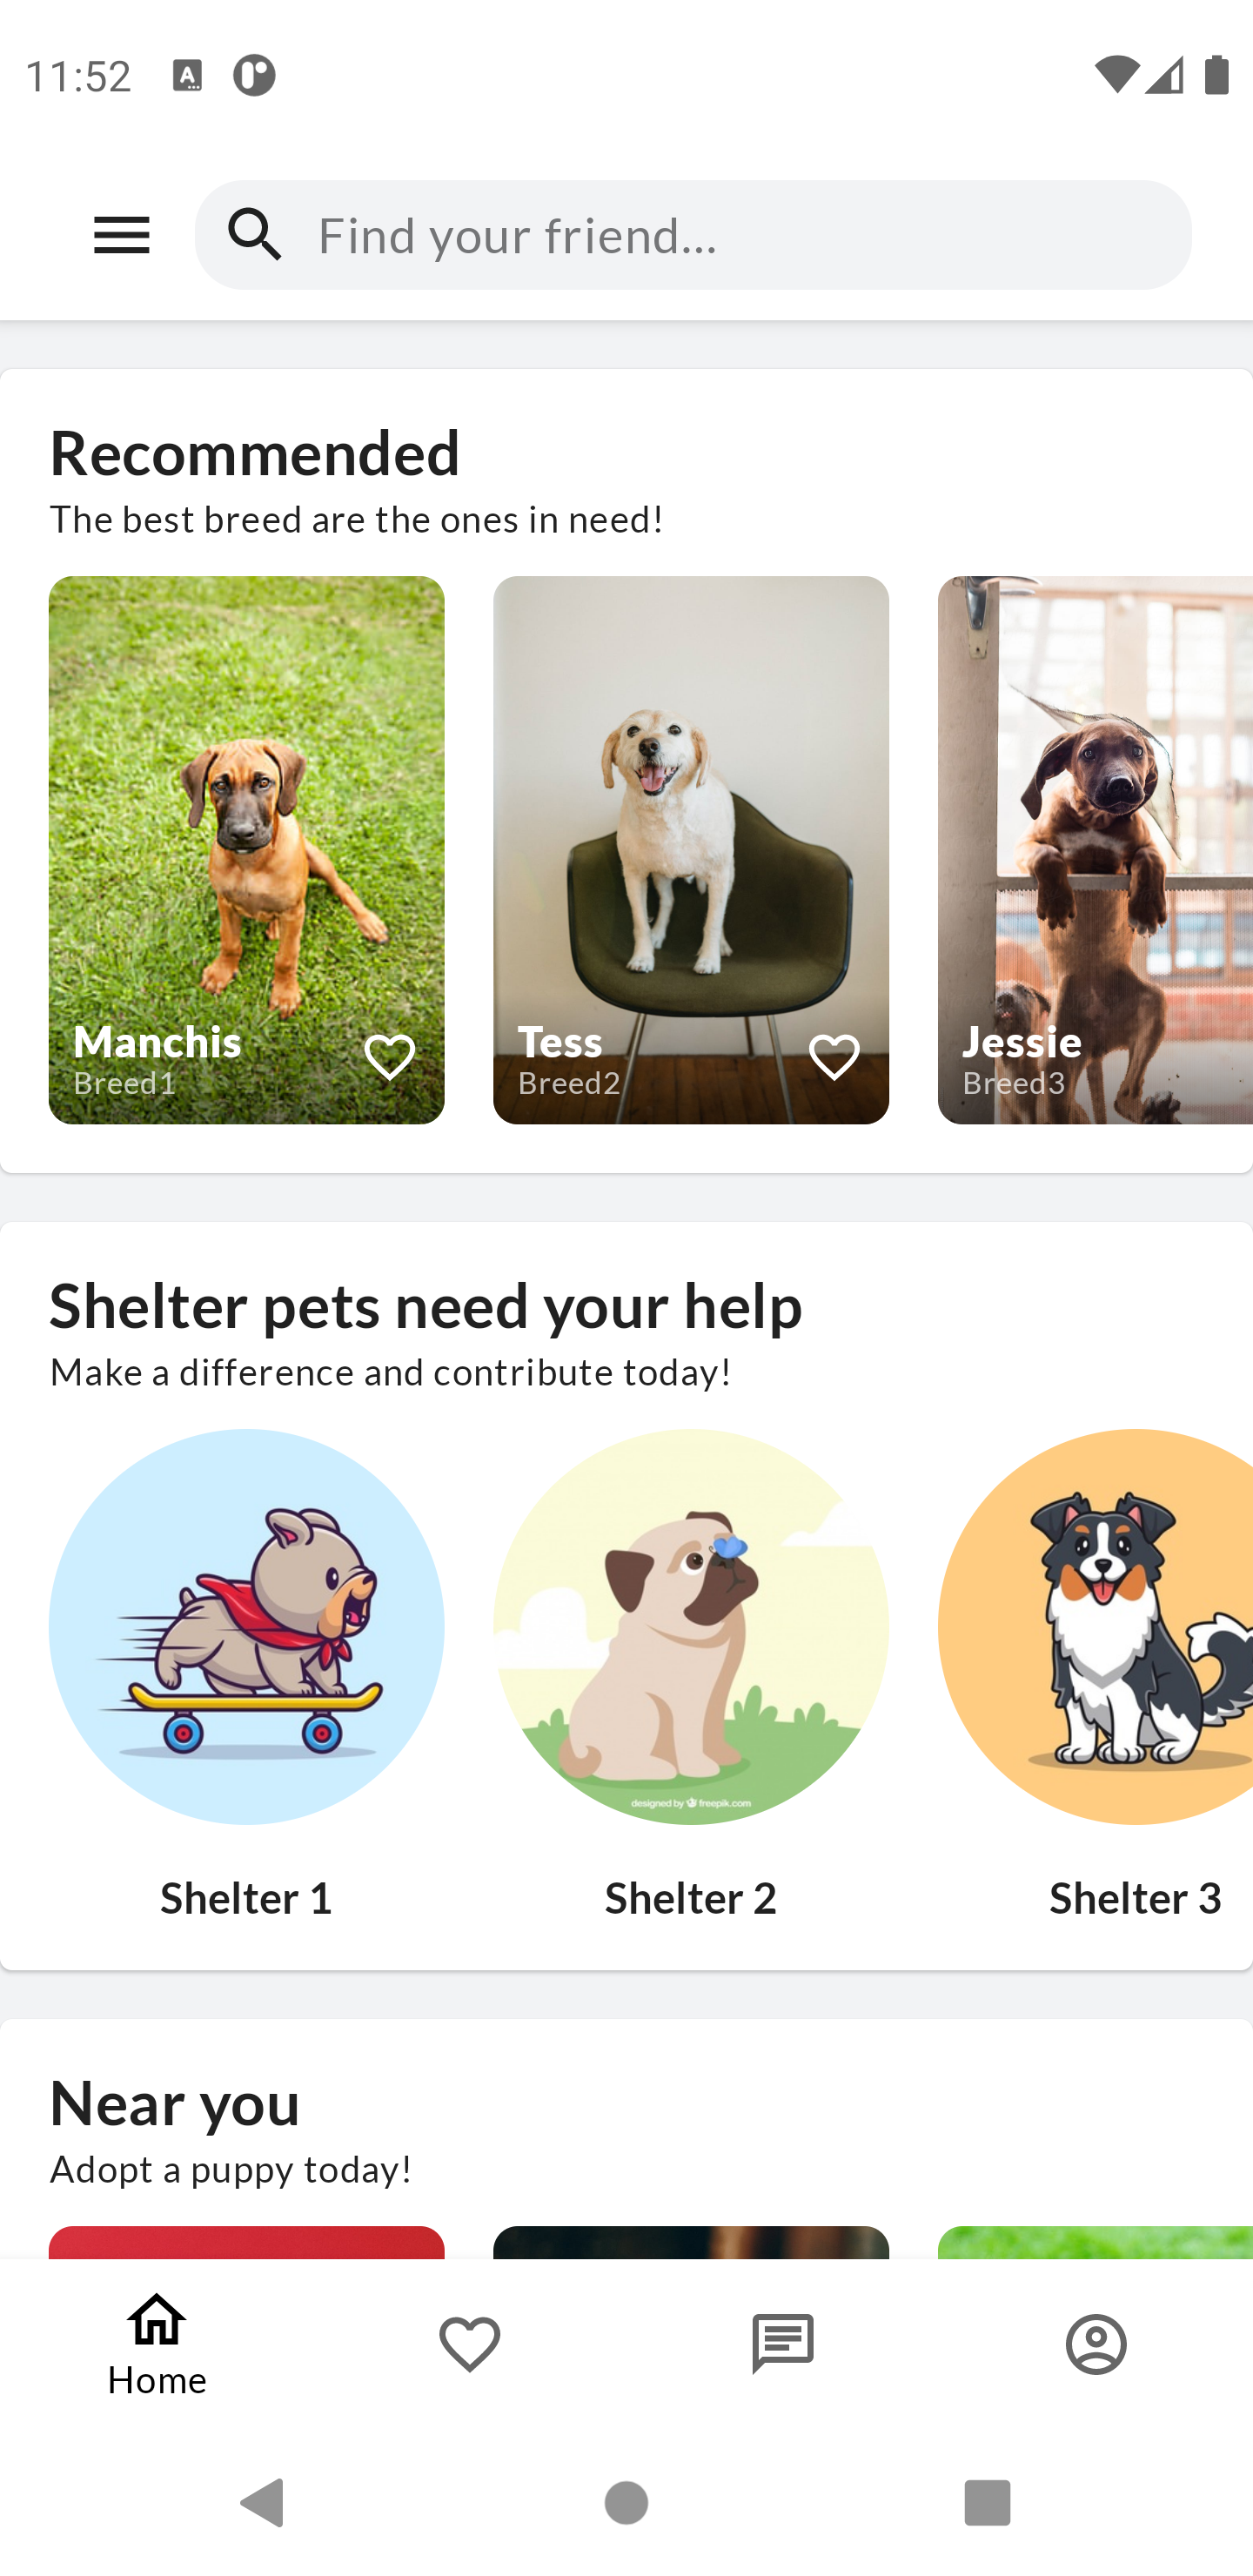 11:52
Find your friend...
Recommended
The best breed are the ones in need!
Manchis
Breed1
Tess
Breed2
Jessie
Breed3
Shelter pets need your help
Make a difference and contribute today!
designed by freepik.com
Shelter 1
Shelter 2
Shelter 3
Near you
Adopt a puppy today!
Home